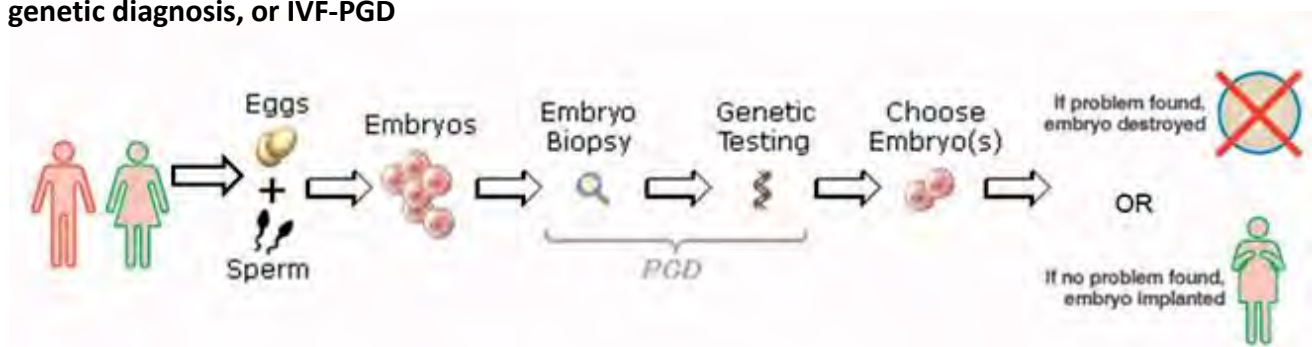 genetic diagnosis, or IVF-PGD
Eggs
+
Sperm
Embryos
Embryo
Biopsy
Genetic
Testing
PGD
Choose
Embryo(s)
If problem found,
embryo destroyed
OR
If no problem found,
embryo implanted